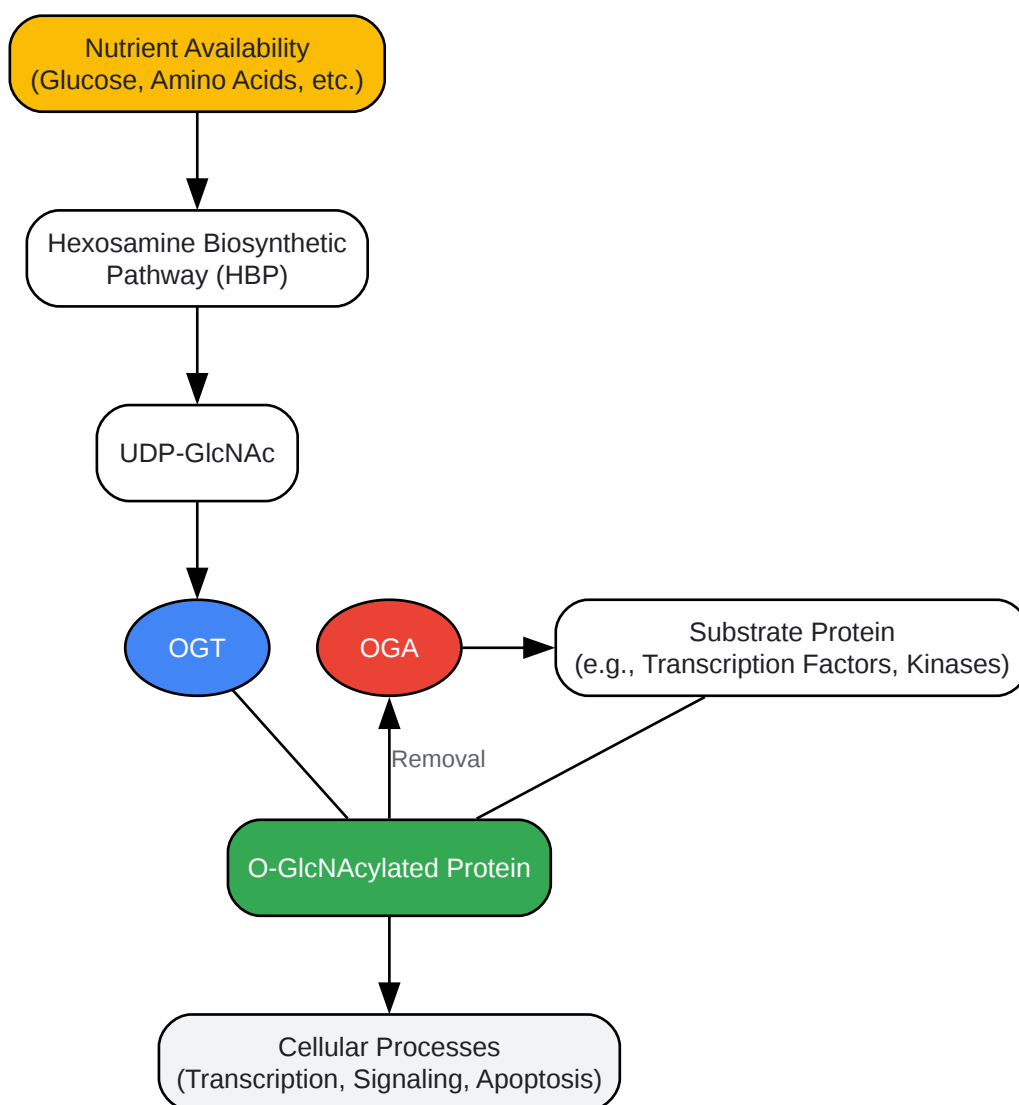 Nutrient Availability
(Glucose, Amino Acids, etc.)
Hexosamine Biosynthetic
Pathway (HBP)
UDP-GlcNAc
OGT
OGA
Substrate Protein
(e.g., Transcription Factors, Kinases)
Removal
O-GlcNAcylated Protein
Cellular Processes
(Transcription, Signaling, Apoptosis)